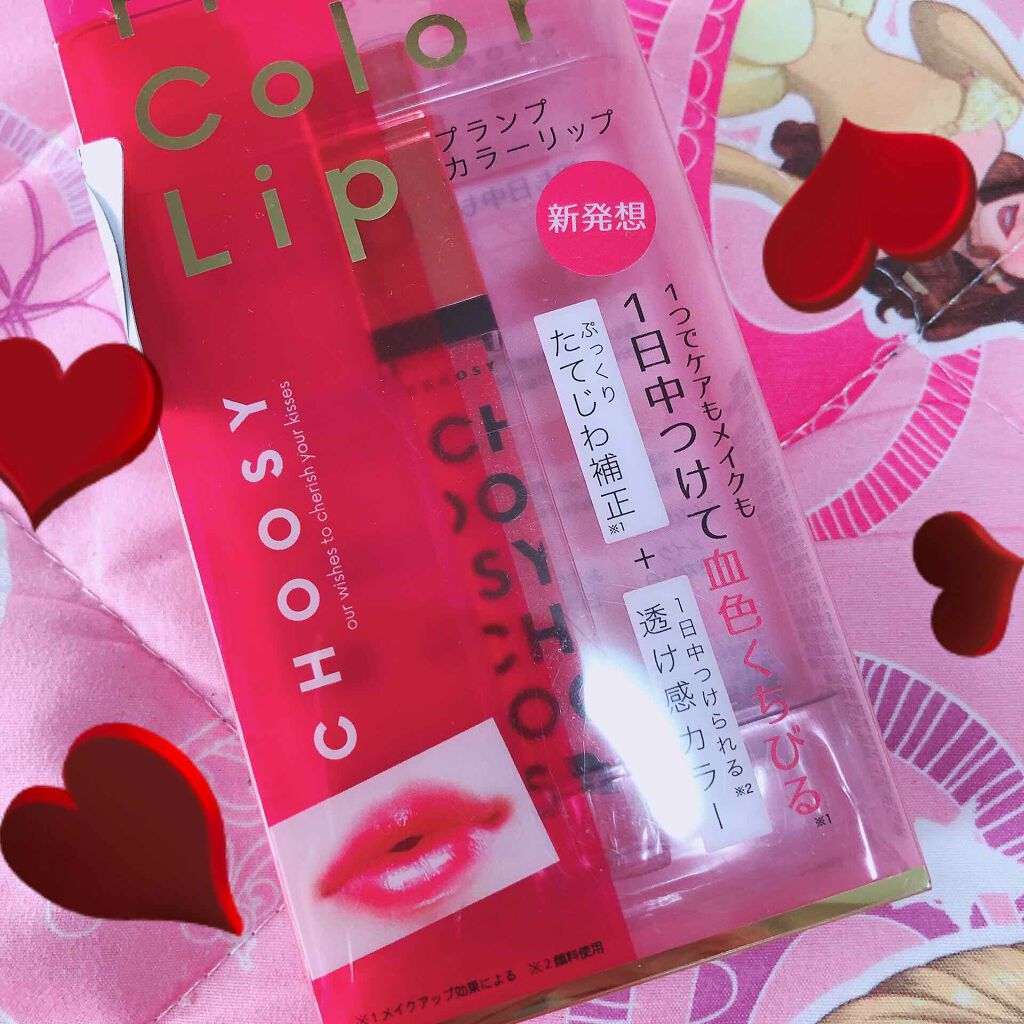 Color
Lip
プランプ
カラーリップ
新発想
1つでケアもメイクも
1日中つけて血色くちびる※1
ぷっくり
たてじわ補正※1
+
1日中つけられる※2
透け感カラー
CHOOSY
our wishes to cherish your kisses
CHOOSY
※1メイクアップ効果による ※2顔料使用